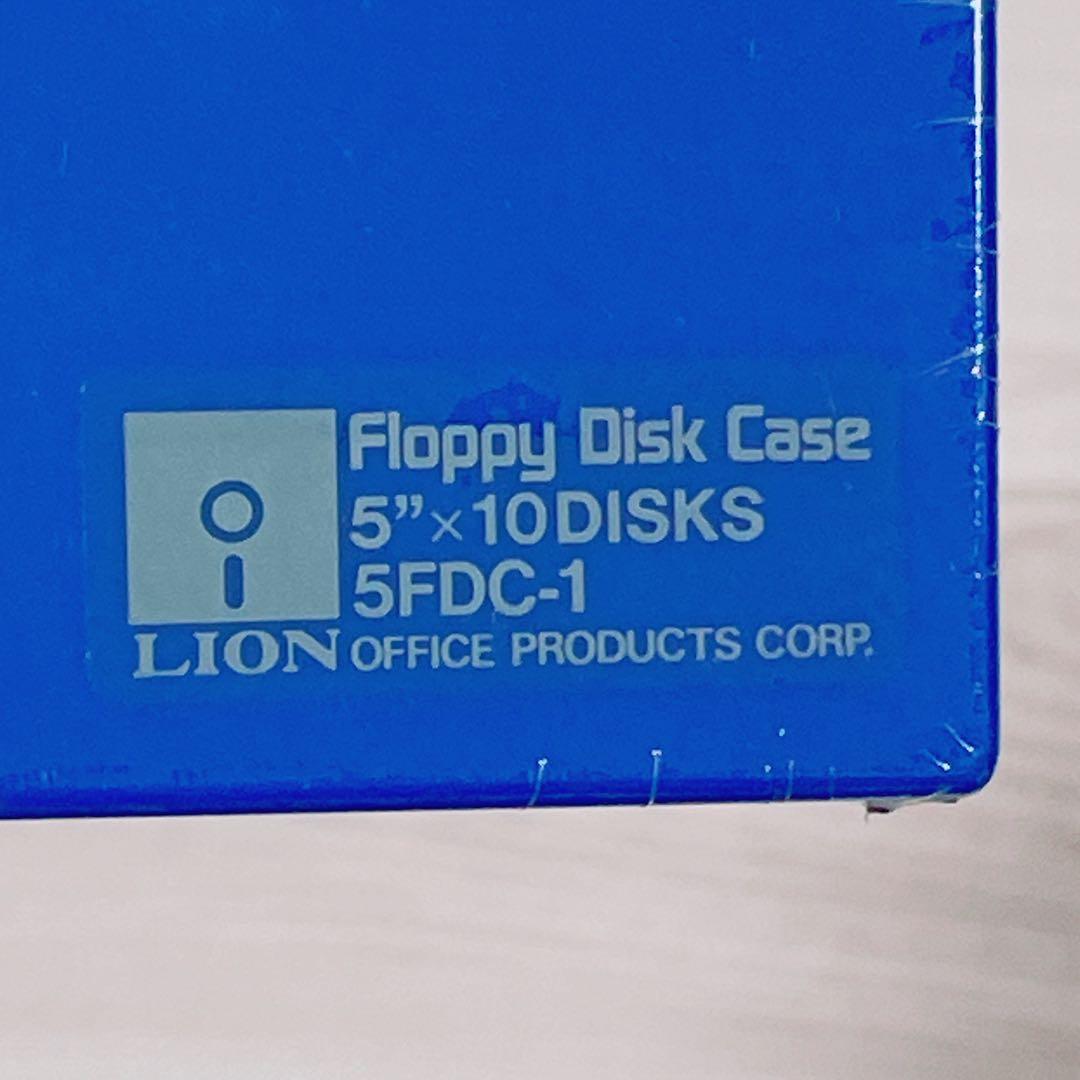 Floppy Disk Case
5”×10DISKS
5FDC-1
LION OFFICE PRODUCTS CORP.